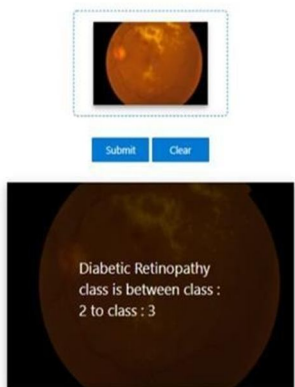 Submit Clear
Diabetic Retinopathy
class is between class :
2 to class : 3